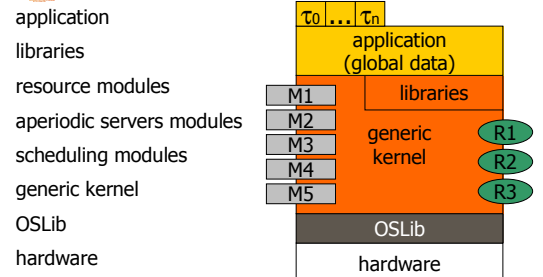 application
libraries
resource modules
aperiodic servers modules
scheduling modules
generic kernel
OSLib
hardware
τ0 ... τn
application
(global data)
libraries
M1
M2
M3
M4
M5
generic
kernel
R1
R2
R3
OSLib
hardware